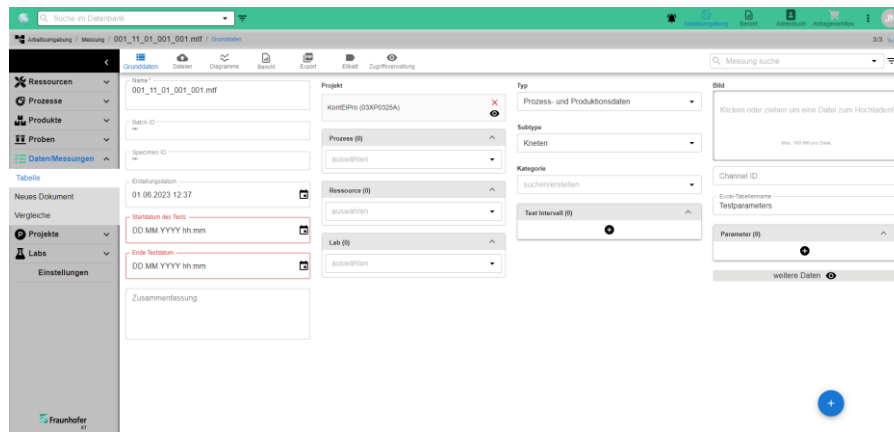 Suche im Datenbank
Arbeitsumgebung
Bericht
Adressbuch
Anfragenworkflow
JN
Arbeitsumgebung / Messung / 001_11_01_001_001.mtf / Grunddaten
3/3
Grunddaten
Dateien
Diagramme
Bericht
Export
Etikett
Zugriffsverwaltung
Messung suche
Ressourcen
Prozesse
Produkte
Proben
Daten/Messungen
Tabelle
Neues Dokument
Vergleiche
Projekte
Labs
Einstellungen
Fraunhofer
Name*
001_11_01_001_001.mtf
Batch ID
""
Specimen ID
""
Erstellungsdatum
01.06.2023 12:37
Startdatum des Tests
DD.MM.YYYY hh:mm
Ende Testdatum
DD.MM.YYYY hh:mm
Zusammenfassung
Projekt
KontEIPro (03XP0325A)
Prozess (0)
auswählen
Ressource (0)
auswählen
Lab (0)
auswählen
Typ
Prozess- und Produktionsdaten
Subtype
Kneten
Kategorie
suchen/erstellen
Test Intervall (0)
Bild
Klicken oder ziehen um eine Datei zum Hochladen!
Max. 100 MB pro Datei.
Channel ID
Excel-Tabellenname
Testparameters
Parameter (0)
weitere Daten